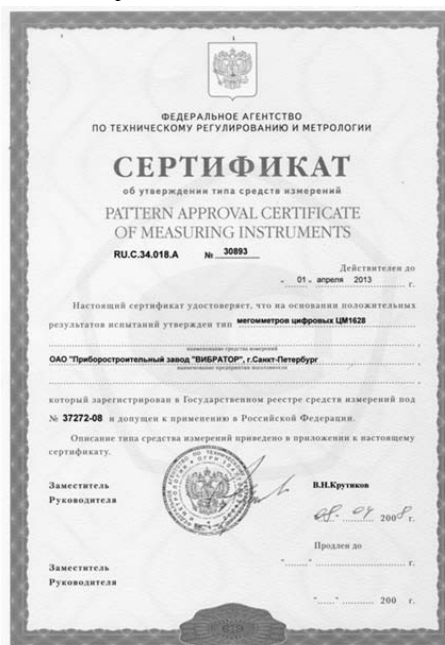 ФЕДЕРАЛЬНОЕ АГЕНТСТВО
ПО ТЕХНИЧЕСКОМУ РЕГУЛИРОВАНИЮ И МЕТРОЛОГИИ
СЕРТИФИКАТ
об утверждении типа средств измерений
PATTERN APPROVAL CERTIFICATE
OF MEASURING INSTRUMENTS
RU.C.34.018.A № 30893
Действителен до
" 01 " апреля 2013 г.
Настоящий сертификат удостоверяет, что на основании положительных
результатов испытаний утвержден тип мегомметров цифровых ЦМ1628
наименование средства измерений
ОАО "Приборостроительный завод "ВИБРАТОР", г.Санкт-Петербург
наименование предприятия-изготовителя
который зарегистрирован в Государственном реестре средств измерений под
№ 37272-08 и допущен к применению в Российской Федерации.
Описание типа средства измерений приведено в приложении к настоящему
сертификату.
Заместитель
Руководителя
В.Н.Крутиков
08. 04 2008 г.
Продлен до
" " г.
Заместитель
Руководителя
" " 200 г.